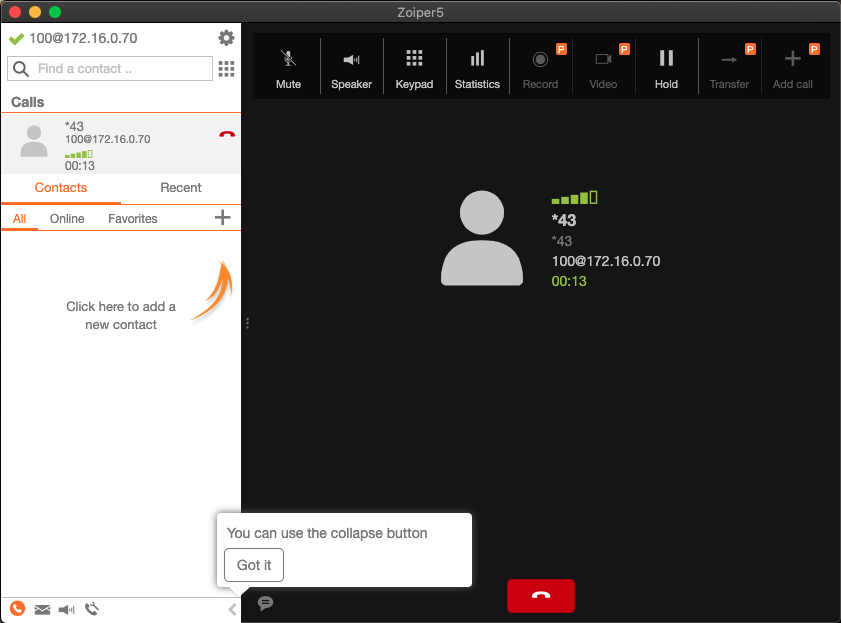 Zoiper5
100@172.16.0.70
Find a contact ..
Calls
*43
100@172.16.0.70
00:13
Contacts
Recent
All
Online
Favorites
Click here to add a
new contact
Mute
Speaker
Keypad
Statistics
P
Record
P
Video
Hold
P
Transfer
P
Add call
*43
*43
100@172.16.0.70
00:13
You can use the collapse button
Got it